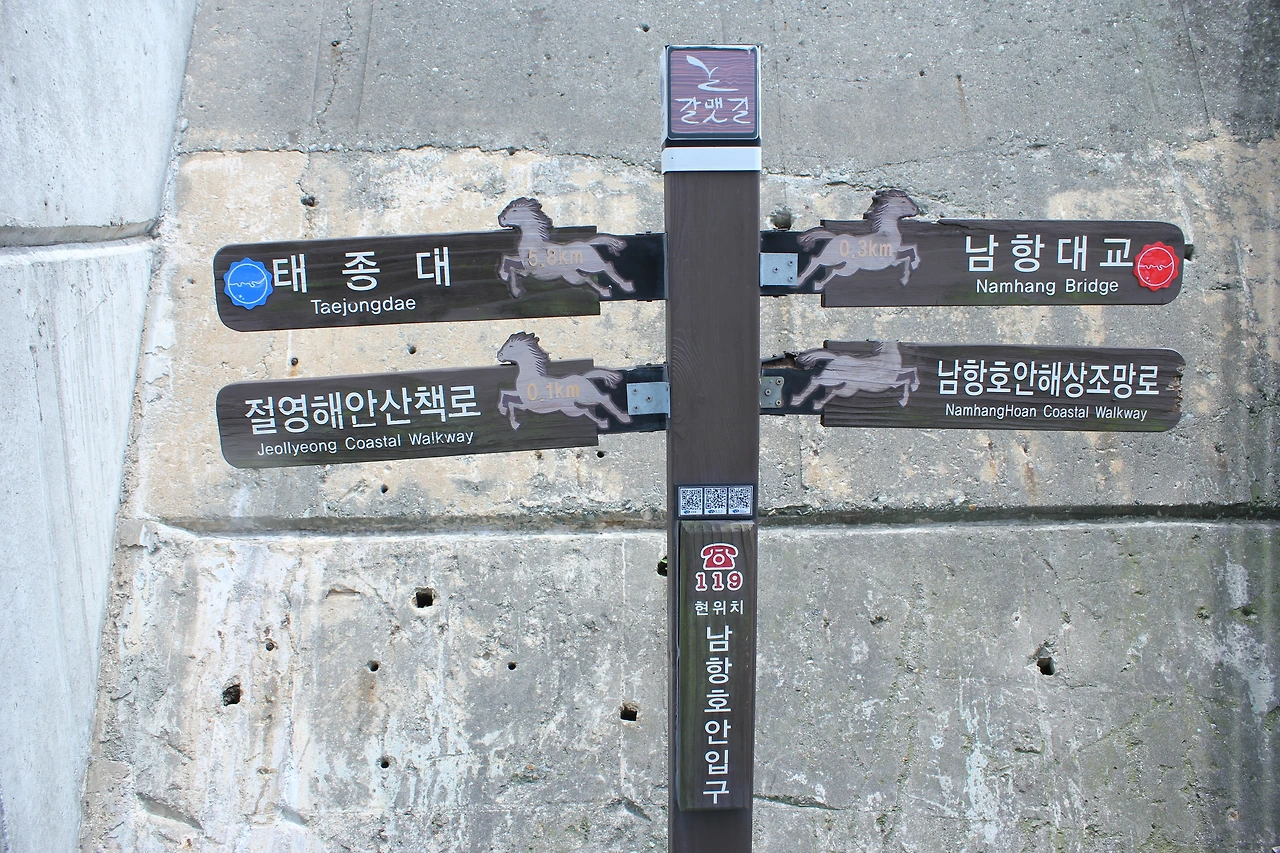 갈맷길
태종대
5.8km
Taejongdae
0.3km
남항대교
Namhang Bridge
절영해안산책로
0.1km
Jeollyeong Coastal Walkway
남항호안해상조망로
NamhangHoan Coastal Walkway
119
현위치
남항호안입구